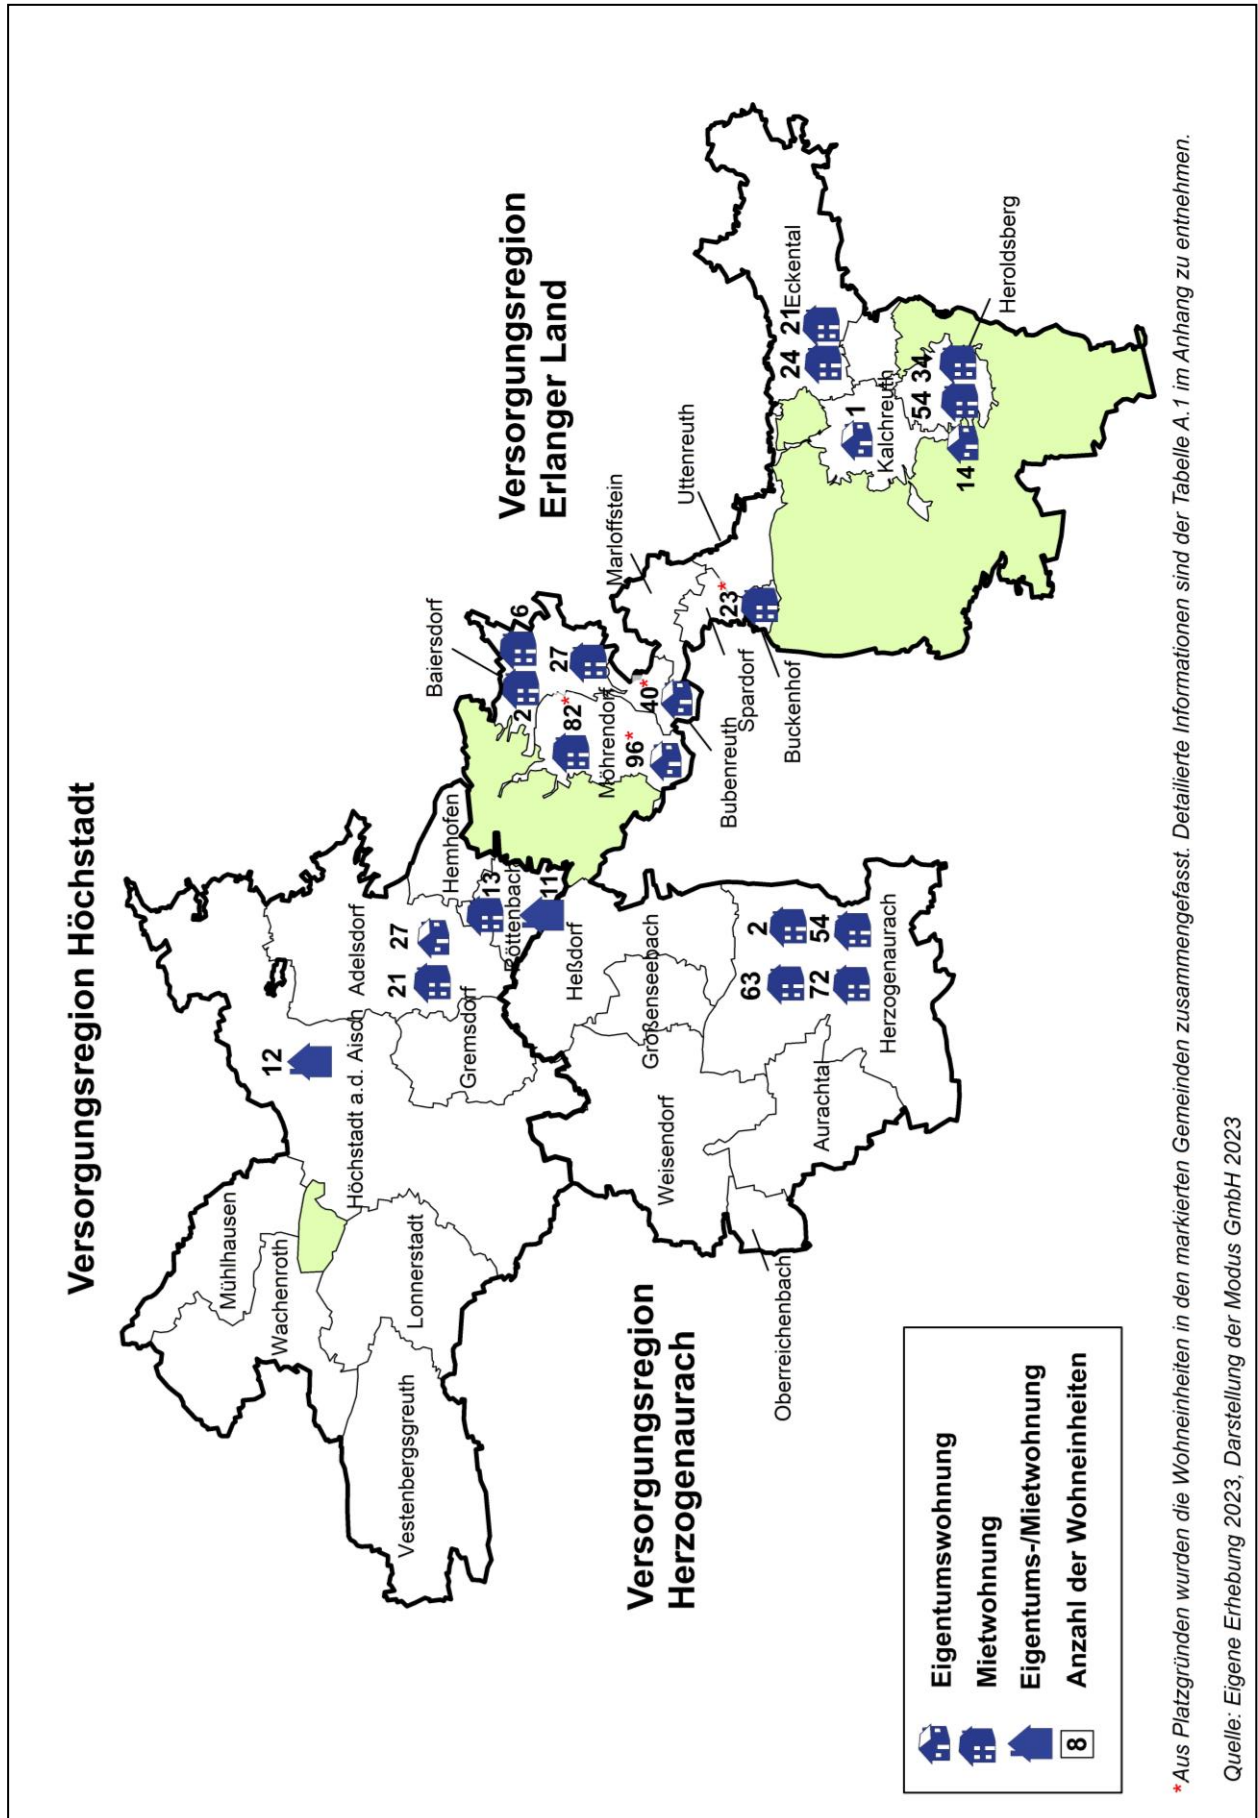 Versorgungsregion Höchstadt
Mühlhausen
Wachenroth
Vestenbergsgreuth
Lonnerstadt
12
Höchstadt a.d. Aisch
Adelsdorf
21
27
Gremsdorf
Hemhofen
13
Röttenbach
11
Versorgungsregion
Erlanger Land
Baiersdorf
2
6
27
82*
Möhrendorf
96*
40*
Bubenreuth
Marloffstein
Uttenreuth
Spardorf
23*
Buckenhof
24
21
Eckental
1
Kalchreuth
54
34
14
Heroldsberg
Versorgungsregion
Herzogenaurach
Heßdorf
Großenseebach
Weisendorf
63
2
72
54
Herzogenaurach
Aurachtal
Oberreichenbach
Eigentumswohnung
Mietwohnung
Eigentums-/Mietwohnung
8
Anzahl der Wohneinheiten
*Aus Platzgründen wurden die Wohneinheiten in den markierten Gemeinden zusammengefasst. Detailierte Informationen sind der Tabelle A.1 im Anhang zu entnehmen.
Quelle: Eigene Erhebung 2023, Darstellung der Modus GmbH 2023